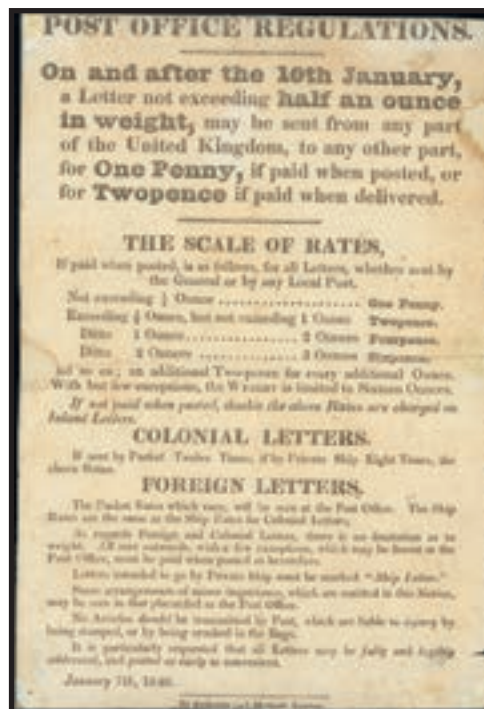 POST OFFICE REGULATIONS.
On and after the 10th January,
a Letter not exceeding half an ounce
in weight, may be sent from any part
of the United Kingdom, to any other part,
for One Penny, if paid when posted, or
for Twopence if paid when delivered.
THE SCALE OF RATES,
If paid when posted, is as follows, for all Letters, whether sent by
the General or by any Local Post.
Not exceeding ½ Ounce .................... One Penny.
Exceeding ½ Ounce, but not exceeding 1 Ounce Twopence.
Ditto 1 Ounce .............. 2 Ounces Fourpence.
Ditto 2 Ounces ............ 3 Ounces Sixpence.
and so on; an additional Twopence for every additional Ounce.
With but few exceptions, the WEIGHT is limited to Sixteen Ounces.
If not paid when posted, double the above Rates are charged on
Inland Letters.
COLONIAL LETTERS.
If sent by Packet Twelve Times, if by Private Ship Eight Times, the
above Rates.
FOREIGN LETTERS.
The Packet Rates which vary, will be seen at the Post Office. The Ship
Rates are the same as the Ship Rates for Colonial Letters.
As regards Foreign and Colonial Letters, there is no limitation as to
weight. All sent outwards, with a few exceptions, which may be learnt at the
Post Office, must be paid when posted as heretofore.
Letters intended to go by Private Ship must be marked "Ship Letter."
Some arrangements of minor importance, which are omitted in this Notice,
may be seen in that placarded at the Post Office.
No Articles should be transmitted by Post, which are liable to injury by
being stamped, or by being crushed in the Bags.
It is particularly requested that all Letters may be fully and legibly
addressed, and posted as early as convenient.
January 7th, 1840.